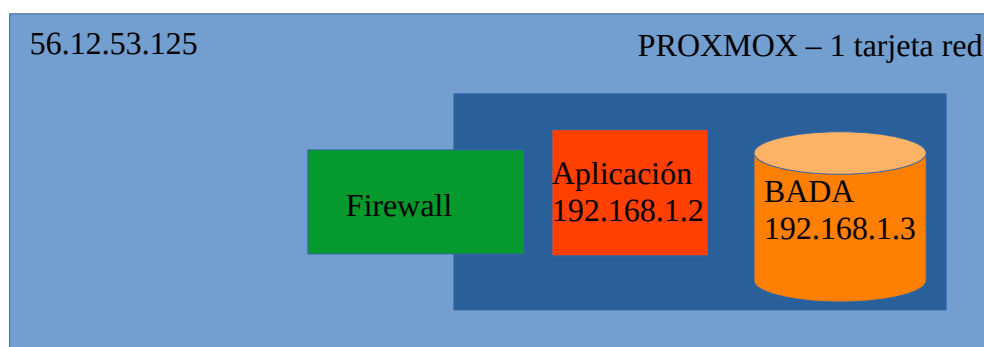 56.12.53.125
PROXMOX – 1 tarjeta red
Firewall
Aplicación
192.168.1.2
BADA
192.168.1.3